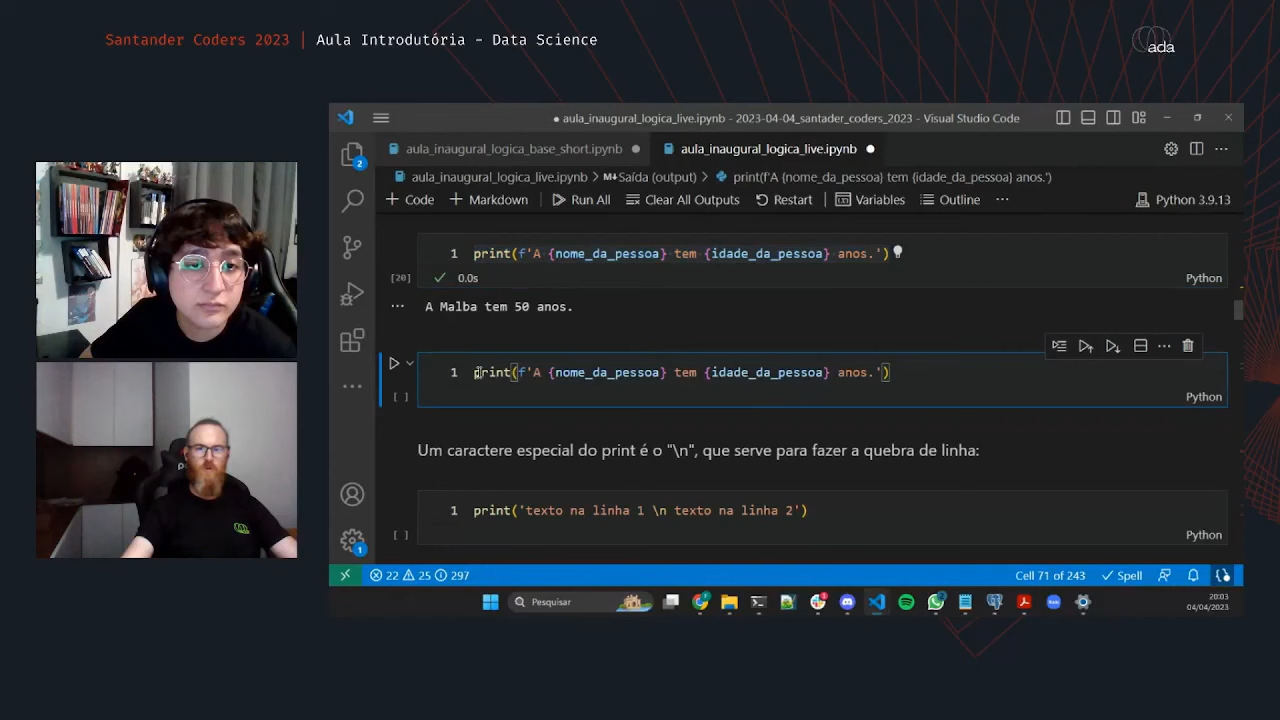 Santander Coders 2023 | Aula Introdutória - Data Science
ada
● aula_inaugural_logica_live.ipynb - 2023-04-04_santader_coders_2023 - Visual Studio Code
aula_inaugural_logica_base_short.ipynb ●
aula_inaugural_logica_live.ipynb ●
aula_inaugural_logica_live.ipynb > M↓Saída (output) > print(f'A {nome_da_pessoa} tem {idade_da_pessoa} anos.')
+ Code + Markdown Run All Clear All Outputs Restart Variables Outline ... Python 3.9.13
2
1 print(f'A {nome_da_pessoa} tem {idade_da_pessoa} anos.')
[20] 0.0s Python
... A Malba tem 50 anos.
1 print(f'A {nome_da_pessoa} tem {idade_da_pessoa} anos.')
[ ] Python
Um caractere especial do print é o "\n", que serve para fazer a quebra de linha:
1 print('texto na linha 1 \n texto na linha 2')
[ ] Python
1
22 25 297 Cell 71 of 243 Spell
Pesquisar
20:03
04/04/2023